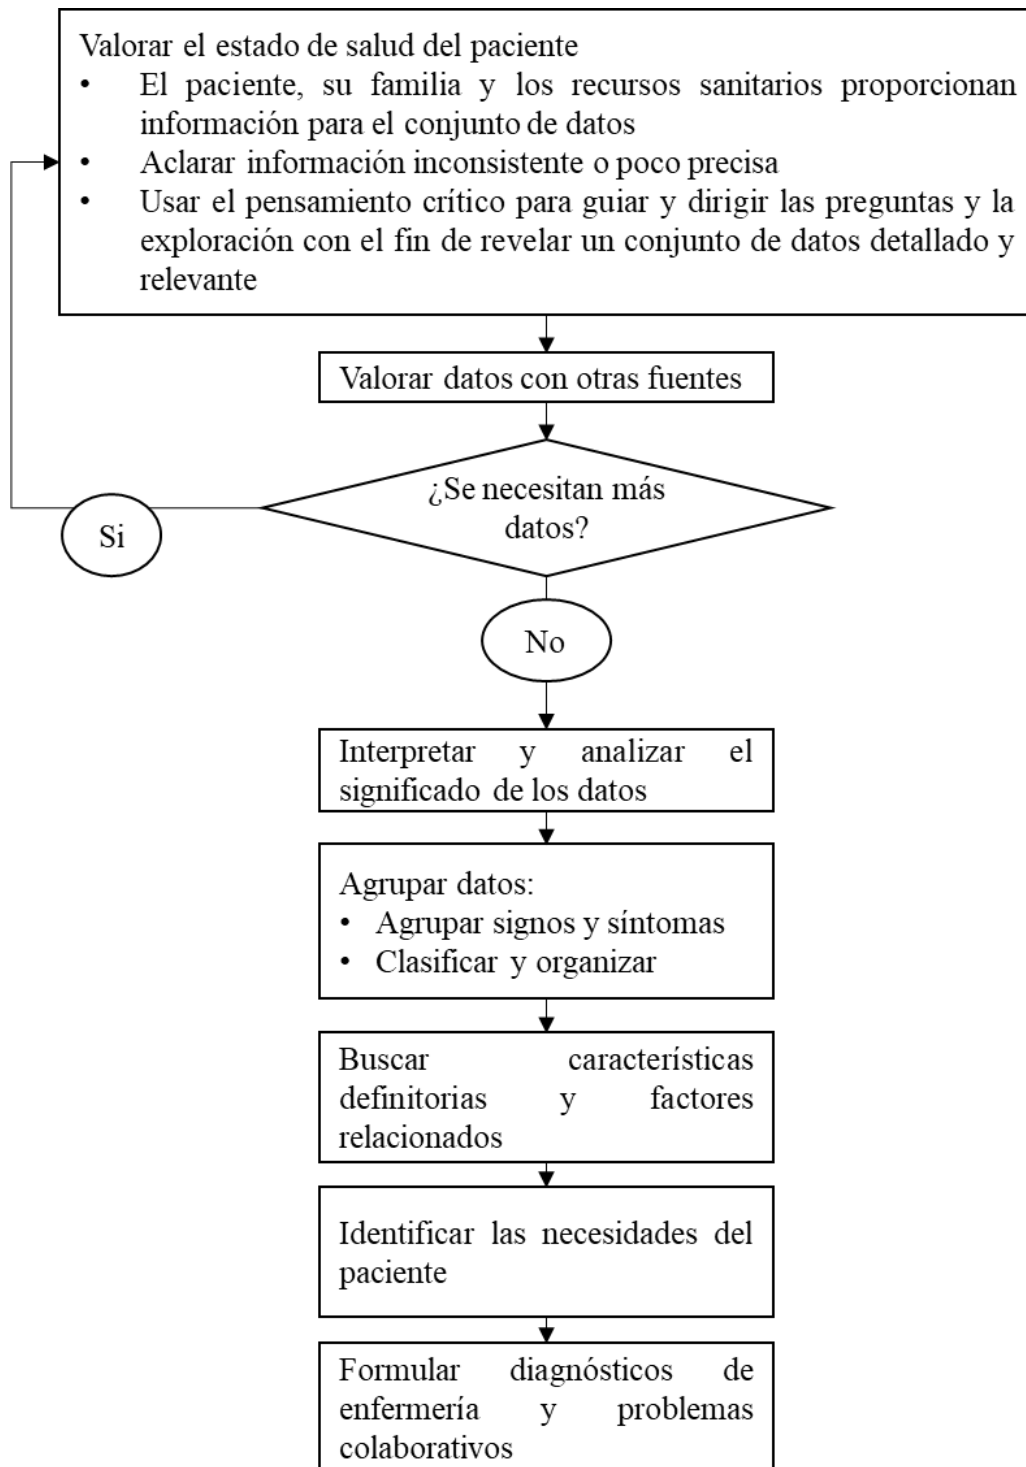 Valorar el estado de salud del paciente
• El paciente, su familia y los recursos sanitarios proporcionan
información para el conjunto de datos
• Aclarar información inconsistente o poco precisa
• Usar el pensamiento crítico para guiar y dirigir las preguntas y la
exploración con el fin de revelar un conjunto de datos detallado y
relevante
Valorar datos con otras fuentes
¿Se necesitan más
datos?
Si
No
Interpretar y analizar el
significado de los datos
Agrupar datos:
• Agrupar signos y síntomas
• Clasificar y organizar
Buscar características
definitorias y factores
relacionados
Identificar las necesidades del
paciente
Formular diagnósticos de
enfermería y problemas
colaborativos